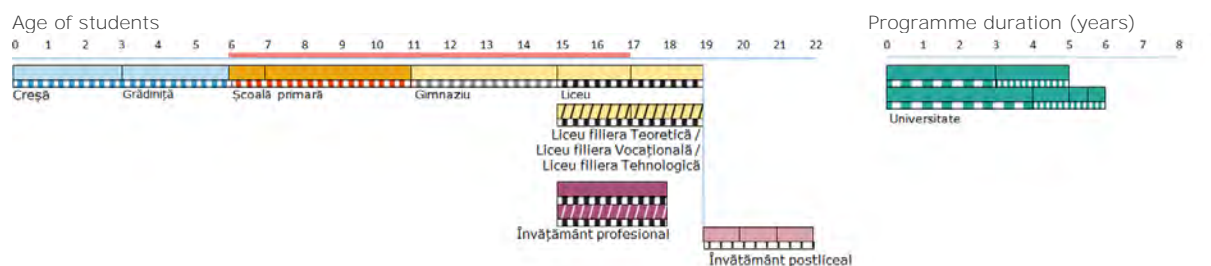 Age of students
Programme duration (years)
0 1 2 3 4 5 6 7 8 9 10 11 12 13 14 15 16 17 18 19 20 21 22
0 1 2 3 4 5 6 7 8
Creșă
Grădiniță
Școală primară
Gimnaziu
Liceu
Liceu filiera Teoretică /
Liceu filiera Vocațională /
Liceu filiera Tehnologică
Învățământ profesional
Învătământ postliceal
Universitate